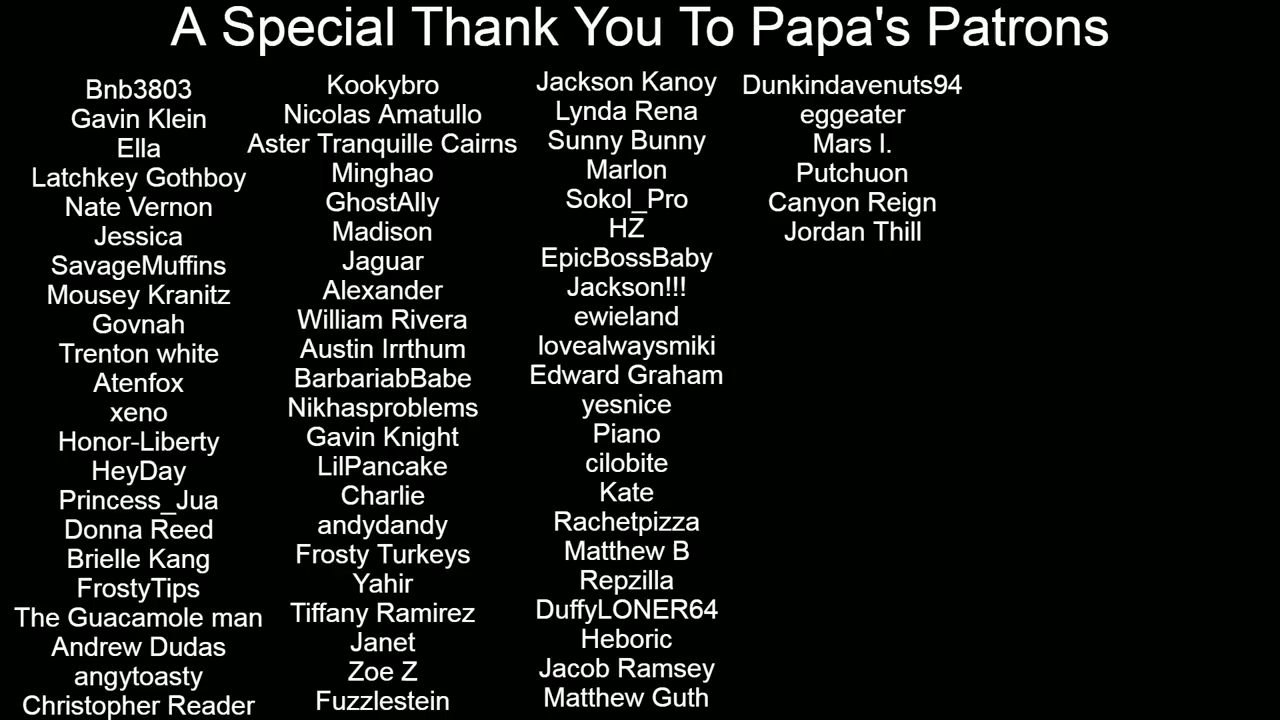 A Special Thank You To Papa's Patrons
Bnb3803
Gavin Klein
Ella
Latchkey Gothboy
Nate Vernon
Jessica
SavageMuffins
Mousey Kranitz
Govnah
Trenton white
Atenfox
xeno
Honor-Liberty
HeyDay
Princess_Jua
Donna Reed
Brielle Kang
FrostyTips
The Guacamole man
Andrew Dudas
angytoasty
Christopher Reader
Kookybro
Nicolas Amatullo
Aster Tranquille Cairns
Minghao
GhostAlly
Madison
Jaguar
Alexander
William Rivera
Austin Irrthum
BarbariabBabe
Nikhasproblems
Gavin Knight
LilPancake
Charlie
andydandy
Frosty Turkeys
Yahir
Tiffany Ramirez
Janet
Zoe Z
Fuzzlestein
Jackson Kanoy
Lynda Rena
Sunny Bunny
Marlon
Sokol_Pro
HZ
EpicBossBaby
Jackson!!!
ewieland
lovealwaysmiki
Edward Graham
yesnice
Piano
cilobite
Kate
Rachetpizza
Matthew B
Repzilla
DuffyLONER64
Heboric
Jacob Ramsey
Matthew Guth
Dunkindavenuts94
eggeater
Mars I.
Putchuon
Canyon Reign
Jordan Thill